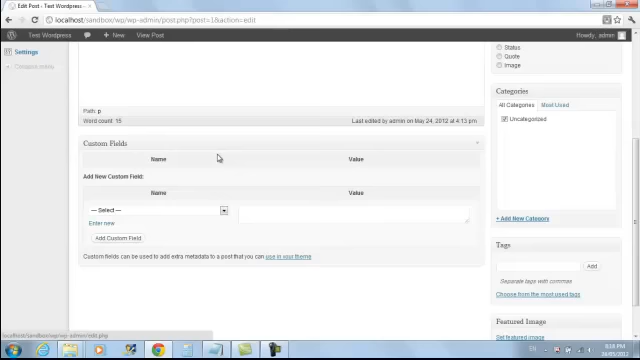 Edit Post ‹ Test Wordpress
localhost/sandbox/wp-admin/post.php?post=1&action=edit
Test Wordpress
+ New
View Post
Howdy, admin
Settings
Collapse menu
Status
Quote
Image
Path: p
Word count: 15
Last edited by admin on May 24, 2012 at 4:13 pm
Categories
All Categories
Most Used
Uncategorized
+ Add New Category
Custom Fields
Name
Value
Add New Custom Field:
Name
Value
— Select —
Enter new
Add Custom Field
Custom fields can be used to add extra metadata to a post that you can use in your theme
Tags
Add
Separate tags with commas
Choose from the most used tags
Featured Image
Set featured image
localhost/sandbox/wp-admin/edit.php
EN